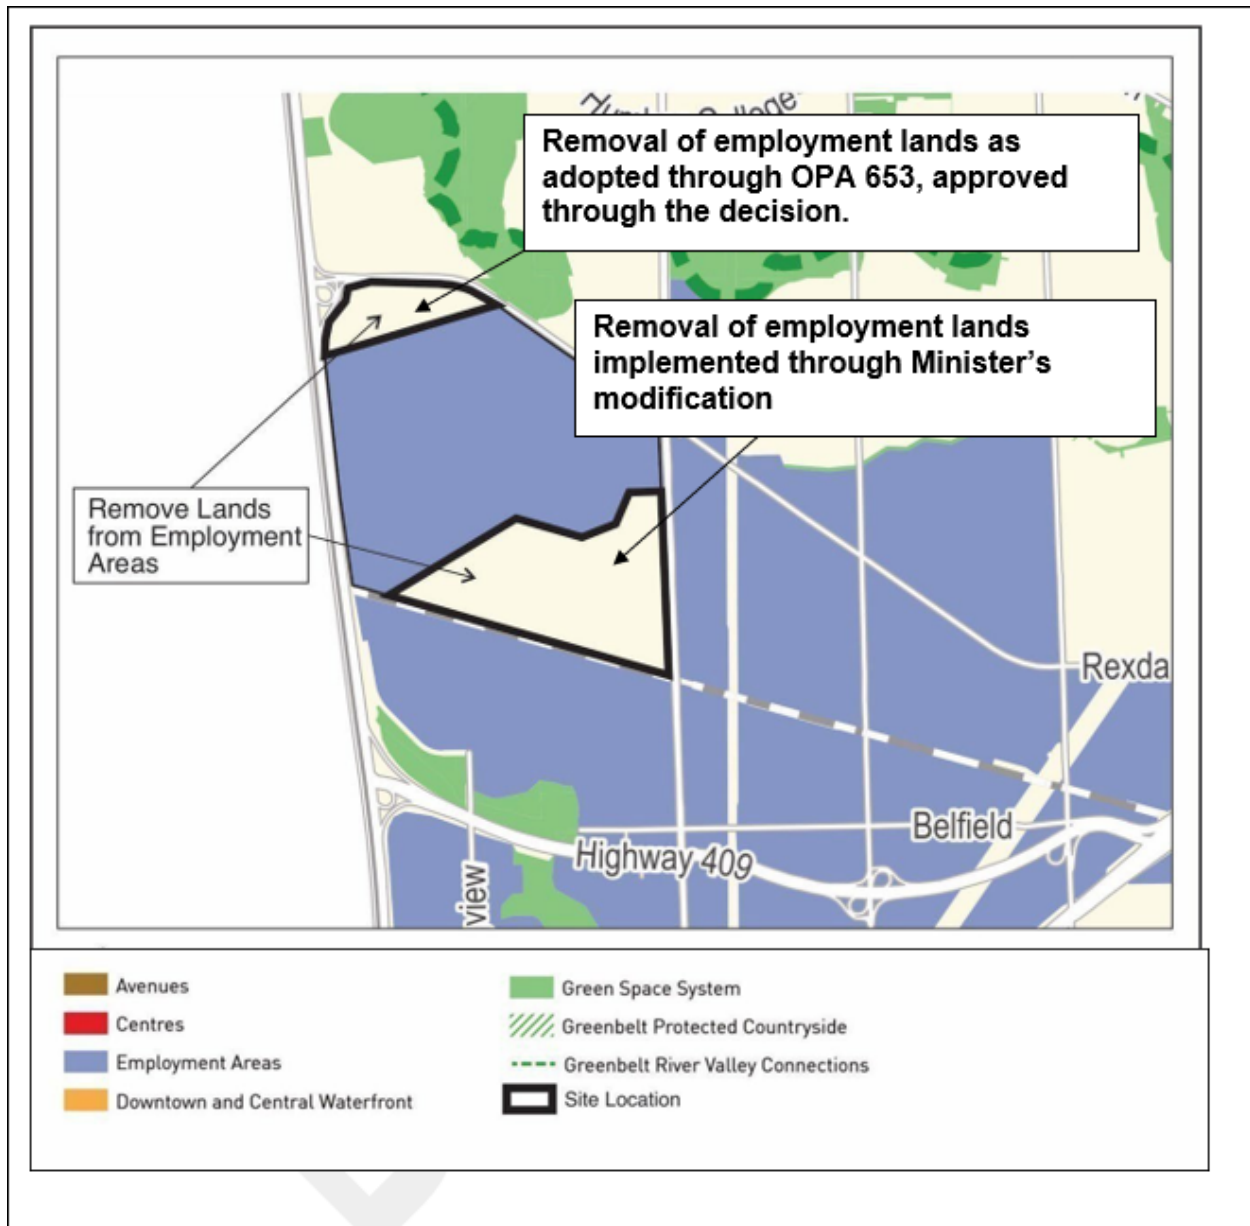 Removal of employment lands as
adopted through OPA 653, approved
through the decision.
Removal of employment lands
implemented through Minister’s
modification
Remove Lands
from Employment
Areas
Rexda
Belfield
Highway 409
view
Avenues
Centres
Employment Areas
Downtown and Central Waterfront
Green Space System
Greenbelt Protected Countryside
Greenbelt River Valley Connections
Site Location